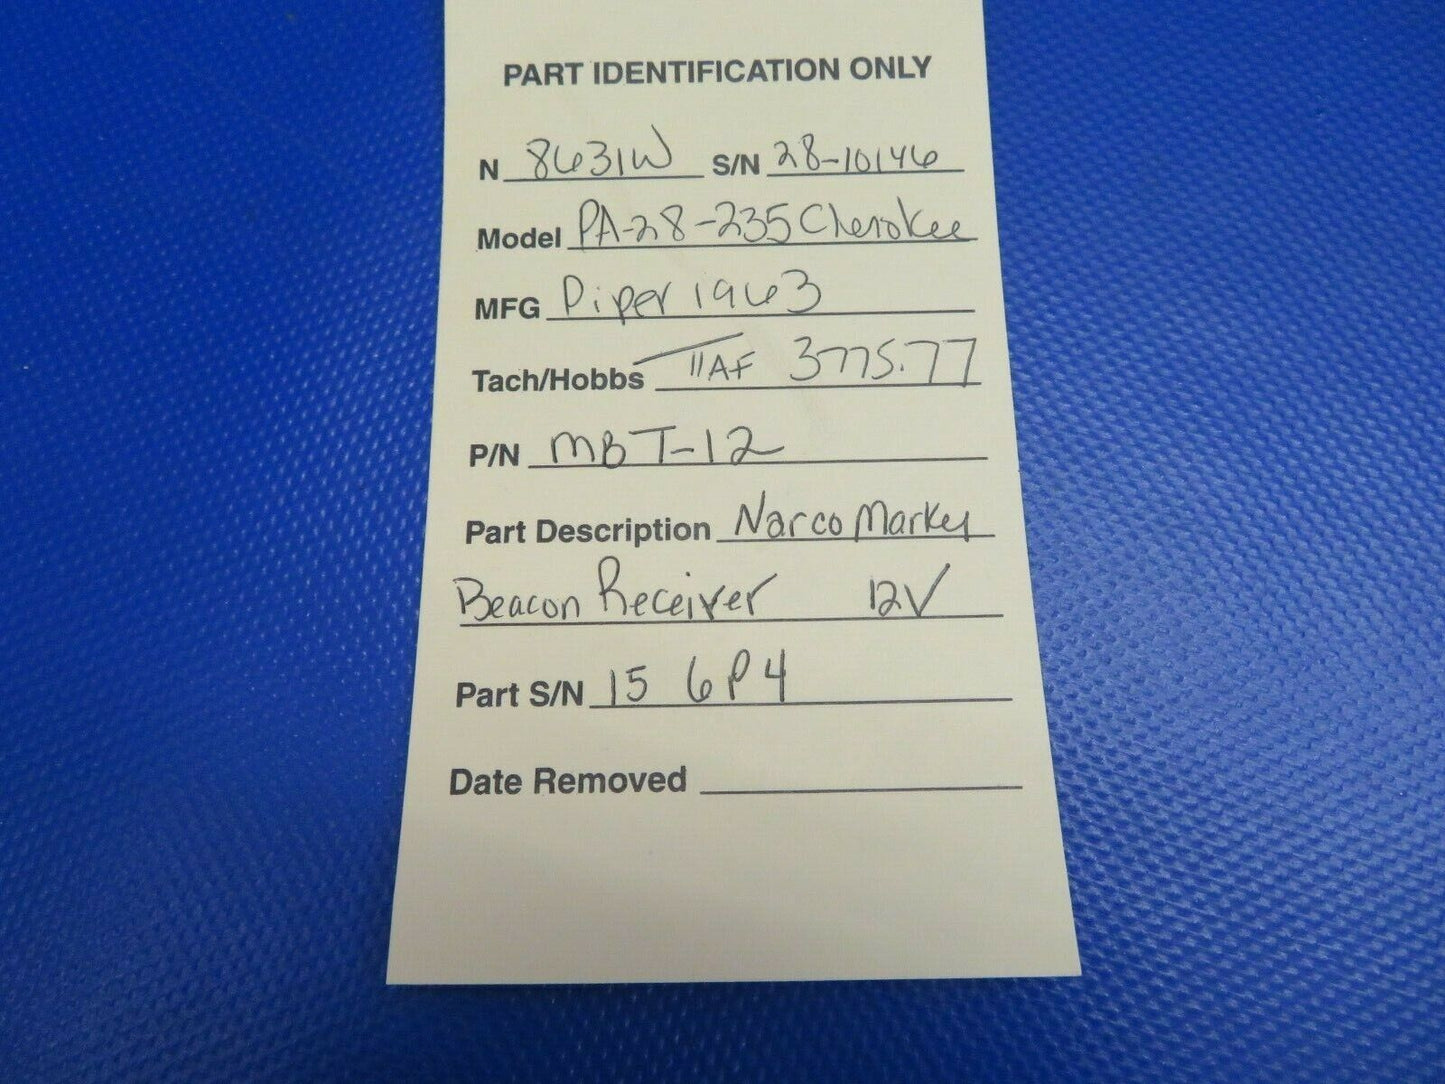 PART IDENTIFICATION ONLY
N 8631W S/N 28-10146
Model PA-28-235 Cherokee
MFG Piper 1963
Tach/Hobbs TTAF 3775.77
P/N MBT-12
Part Description Narco Marker
Beacon Receiver 12V
Part S/N 15 6P4
Date Removed